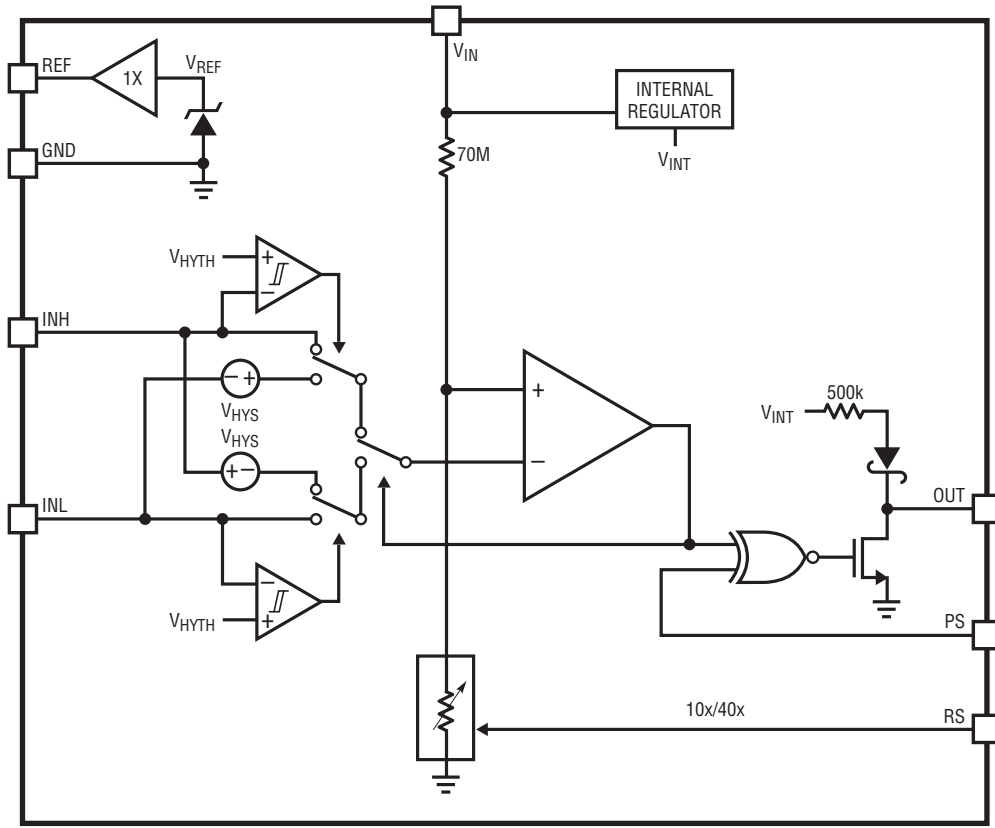 V_IN
REF
1X
V_REF
INTERNAL
REGULATOR
V_INT
GND
70M
V_HYTH
+
−
INH
− +
V_HYS
V_HYS
+ −
+
−
500k
V_INT
OUT
INL
−
+
V_HYTH
PS
10x/40x
RS